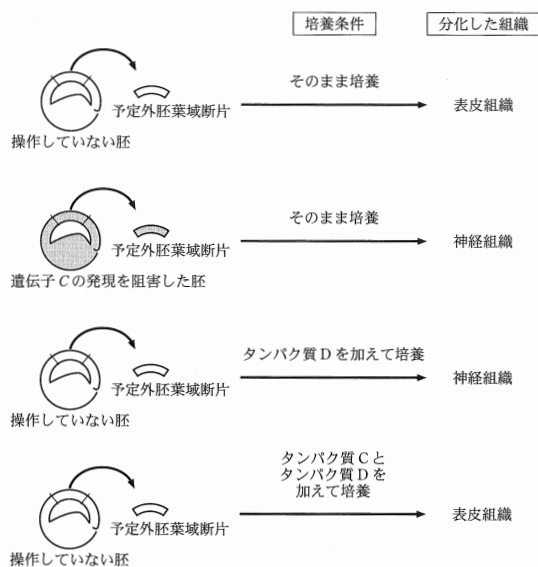 培養条件
分化した組織
そのまま培養
予定外胚葉域断片
表皮組織
操作していない胚
そのまま培養
予定外胚葉域断片
神経組織
遺伝子Cの発現を阻害した胚
タンパク質Dを加えて培養
予定外胚葉域断片
神経組織
操作していない胚
タンパク質Cと
タンパク質Dを
加えて培養
予定外胚葉域断片
表皮組織
操作していない胚